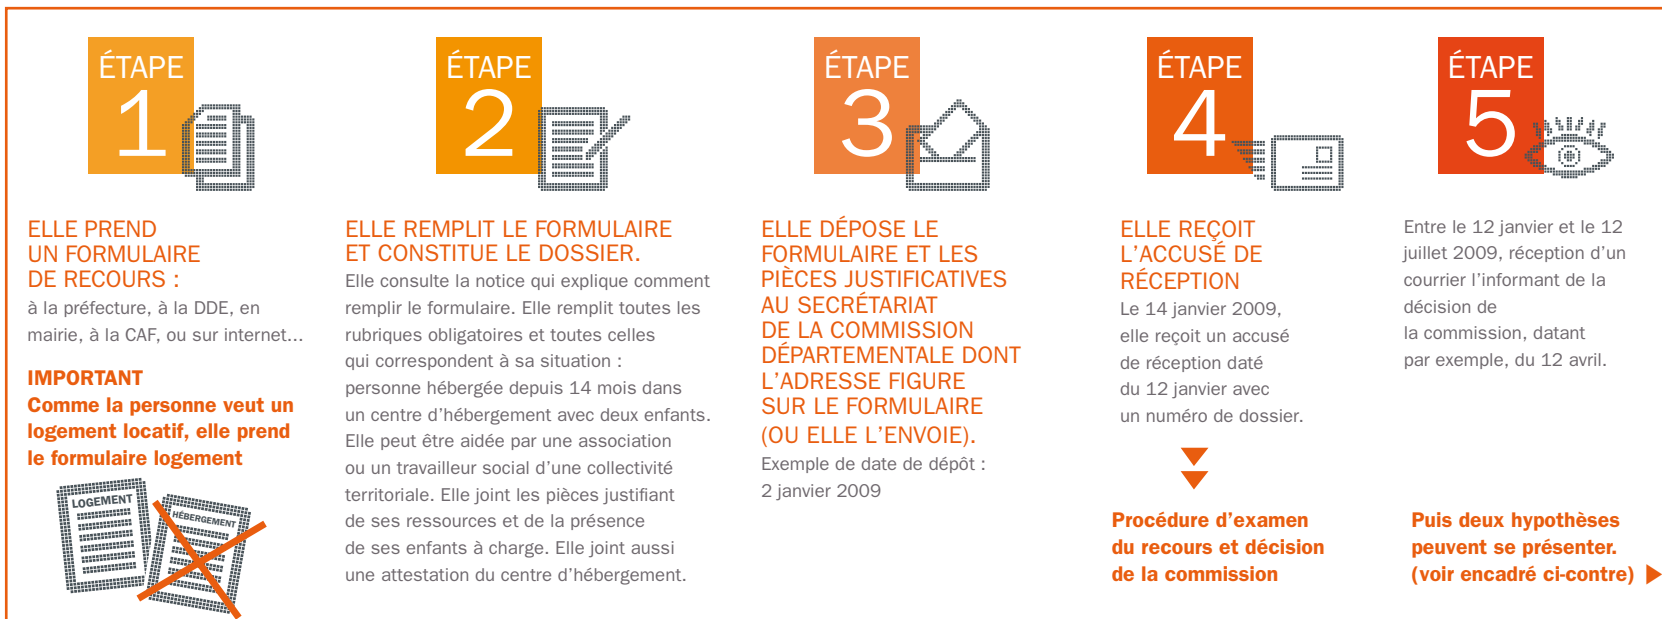 ÉTAPE
1
ELLE PREND
UN FORMULAIRE
DE RECOURS :
à la préfecture, à la DDE, en
mairie, à la CAF, ou sur internet...
IMPORTANT
Comme la personne veut un
logement locatif, elle prend
le formulaire logement
LOGEMENT
HÉBERGEMENT
ÉTAPE
2
ELLE REMPLIT LE FORMULAIRE
ET CONSTITUE LE DOSSIER.
Elle consulte la notice qui explique comment
remplir le formulaire. Elle remplit toutes les
rubriques obligatoires et toutes celles
qui correspondent à sa situation :
personne hébergée depuis 14 mois dans
un centre d’hébergement avec deux enfants.
Elle peut être aidée par une association
ou un travailleur social d’une collectivité
territoriale. Elle joint les pièces justifiant
de ses ressources et de la présence
de ses enfants à charge. Elle joint aussi
une attestation du centre d’hébergement.
ÉTAPE
3
ELLE DÉPOSE LE
FORMULAIRE ET LES
PIÈCES JUSTIFICATIVES
AU SECRÉTARIAT
DE LA COMMISSION
DÉPARTEMENTALE DONT
L’ADRESSE FIGURE
SUR LE FORMULAIRE
(OU ELLE L’ENVOIE).
Exemple de date de dépôt :
2 janvier 2009
ÉTAPE
4
ELLE REÇOIT
L’ACCUSÉ DE
RÉCEPTION
Le 14 janvier 2009,
elle reçoit un accusé
de réception daté
du 12 janvier avec
un numéro de dossier.
Procédure d’examen
du recours et décision
de la commission
ÉTAPE
5
Entre le 12 janvier et le 12
juillet 2009, réception d’un
courrier l’informant de la
décision de
la commission, datant
par exemple, du 12 avril.
Puis deux hypothèses
peuvent se présenter.
(voir encadré ci-contre)